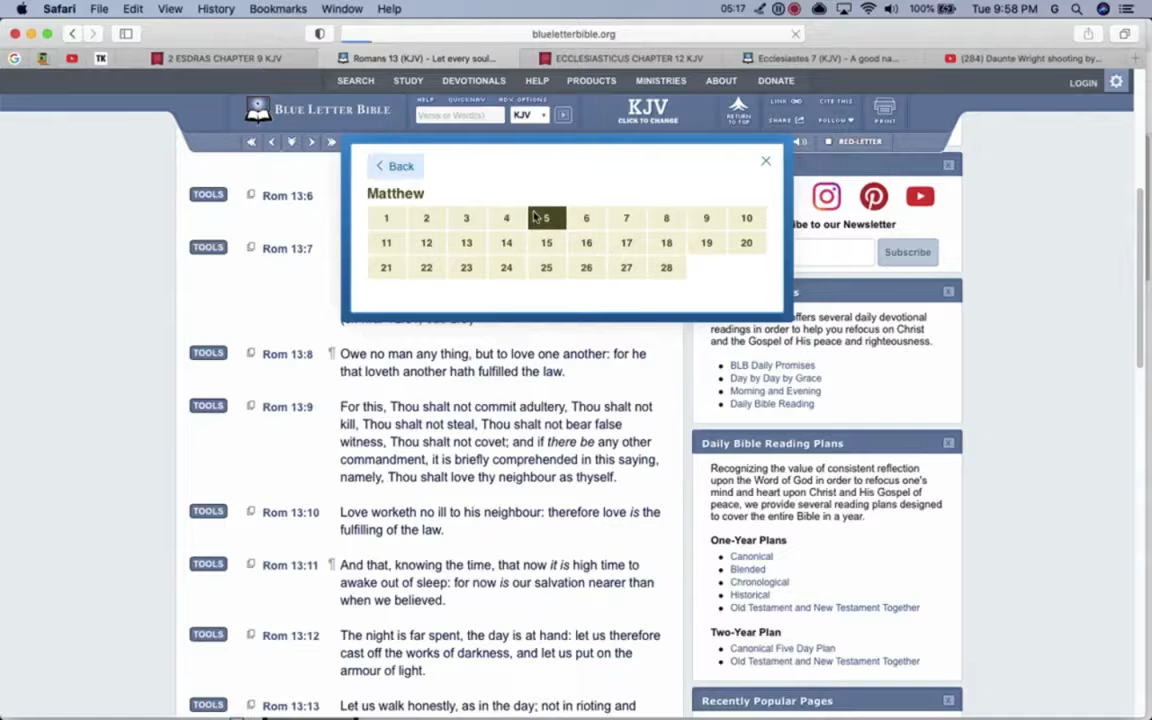 Safari File Edit View History Bookmarks Window Help 05:17 100% Tue 9:58 PM G
blueletterbible.org
TK 2 ESDRAS CHAPTER 9 KJV Romans 13 (KJV) - Let every soul... ECCLESIASTICUS CHAPTER 12 KJV Ecclesiastes 7 (KJV) - A good na... (284) Daunte Wright shooting by...
SEARCH STUDY DEVOTIONALS HELP PRODUCTS MINISTRIES ABOUT DONATE LOGIN
BLUE LETTER BIBLE
HELP QUICKNAV ADV. OPTIONS
Verse or Word(s) KJV
KJV
CLICK TO CHANGE
RETURN
TO TOP
LINK CITE THIS
SHARE FOLLOW PRINT
RED-LETTER
Back
Matthew
1 2 3 4 5 6 7 8 9 10
11 12 13 14 15 16 17 18 19 20
21 22 23 24 25 26 27 28
TOOLS Rom 13:6
TOOLS Rom 13:7
TOOLS Rom 13:8 ¶ Owe no man any thing, but to love one another: for he
that loveth another hath fulfilled the law.
TOOLS Rom 13:9 For this, Thou shalt not commit adultery, Thou shalt not
kill, Thou shalt not steal, Thou shalt not bear false
witness, Thou shalt not covet; and if there be any other
commandment, it is briefly comprehended in this saying,
namely, Thou shalt love thy neighbour as thyself.
TOOLS Rom 13:10 Love worketh no ill to his neighbour: therefore love is the
fulfilling of the law.
TOOLS Rom 13:11 ¶ And that, knowing the time, that now it is high time to
awake out of sleep: for now is our salvation nearer than
when we believed.
TOOLS Rom 13:12 The night is far spent, the day is at hand: let us therefore
cast off the works of darkness, and let us put on the
armour of light.
TOOLS Rom 13:13 Let us walk honestly, as in the day; not in rioting and
be to our Newsletter
Subscribe
offers several daily devotional
readings in order to help you refocus on Christ
and the Gospel of His peace and righteousness.
BLB Daily Promises
Day by Day by Grace
Morning and Evening
Daily Bible Reading
Daily Bible Reading Plans
Recognizing the value of consistent reflection
upon the Word of God in order to refocus one's
mind and heart upon Christ and His Gospel of
peace, we provide several reading plans designed
to cover the entire Bible in a year.
One-Year Plans
Canonical
Blended
Chronological
Historical
Old Testament and New Testament Together
Two-Year Plan
Canonical Five Day Plan
Old Testament and New Testament Together
Recently Popular Pages